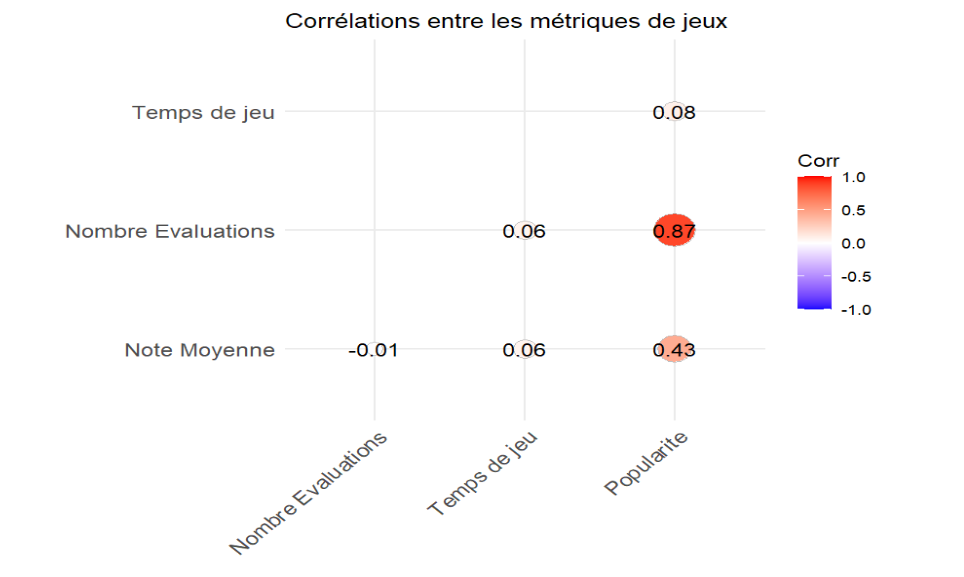 Corrélations entre les métriques de jeux
Temps de jeu
0.08
Nombre Evaluations
0.06
0.87
Note Moyenne
-0.01
0.06
0.43
Nombre Evaluations
Temps de jeu
Popularite
Corr
1.0
0.5
0.0
-0.5
-1.0